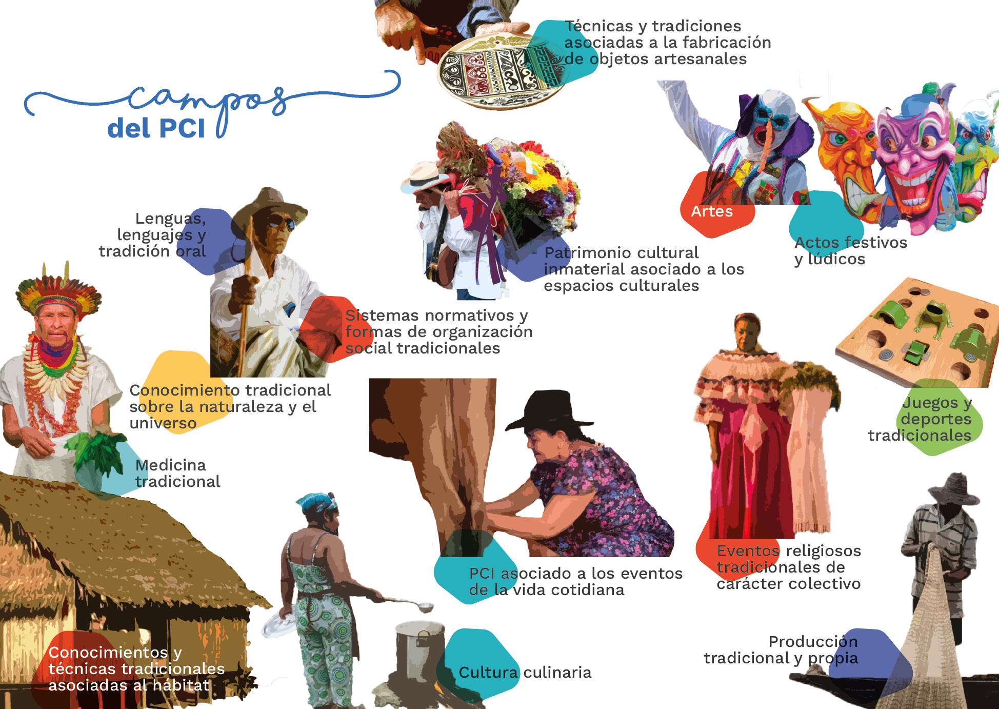 campos
del PCI
Técnicas y tradiciones
asociadas a la fabricación
de objetos artesanales
Artes
Actos festivos
y lúdicos
Lenguas,
lenguajes y
tradición oral
Patrimonio cultural
inmaterial asociado a los
espacios culturales
Sistemas normativos y
formas de organización
social tradicionales
Conocimiento tradicional
sobre la naturaleza y el
universo
Juegos y
deportes
tradicionales
Medicina
tradicional
PCI asociado a los eventos
de la vida cotidiana
Eventos religiosos
tradicionales de
carácter colectivo
Conocimientos y
técnicas tradicionales
asociadas al hábitat
Cultura culinaria
Producción
tradicional y propia